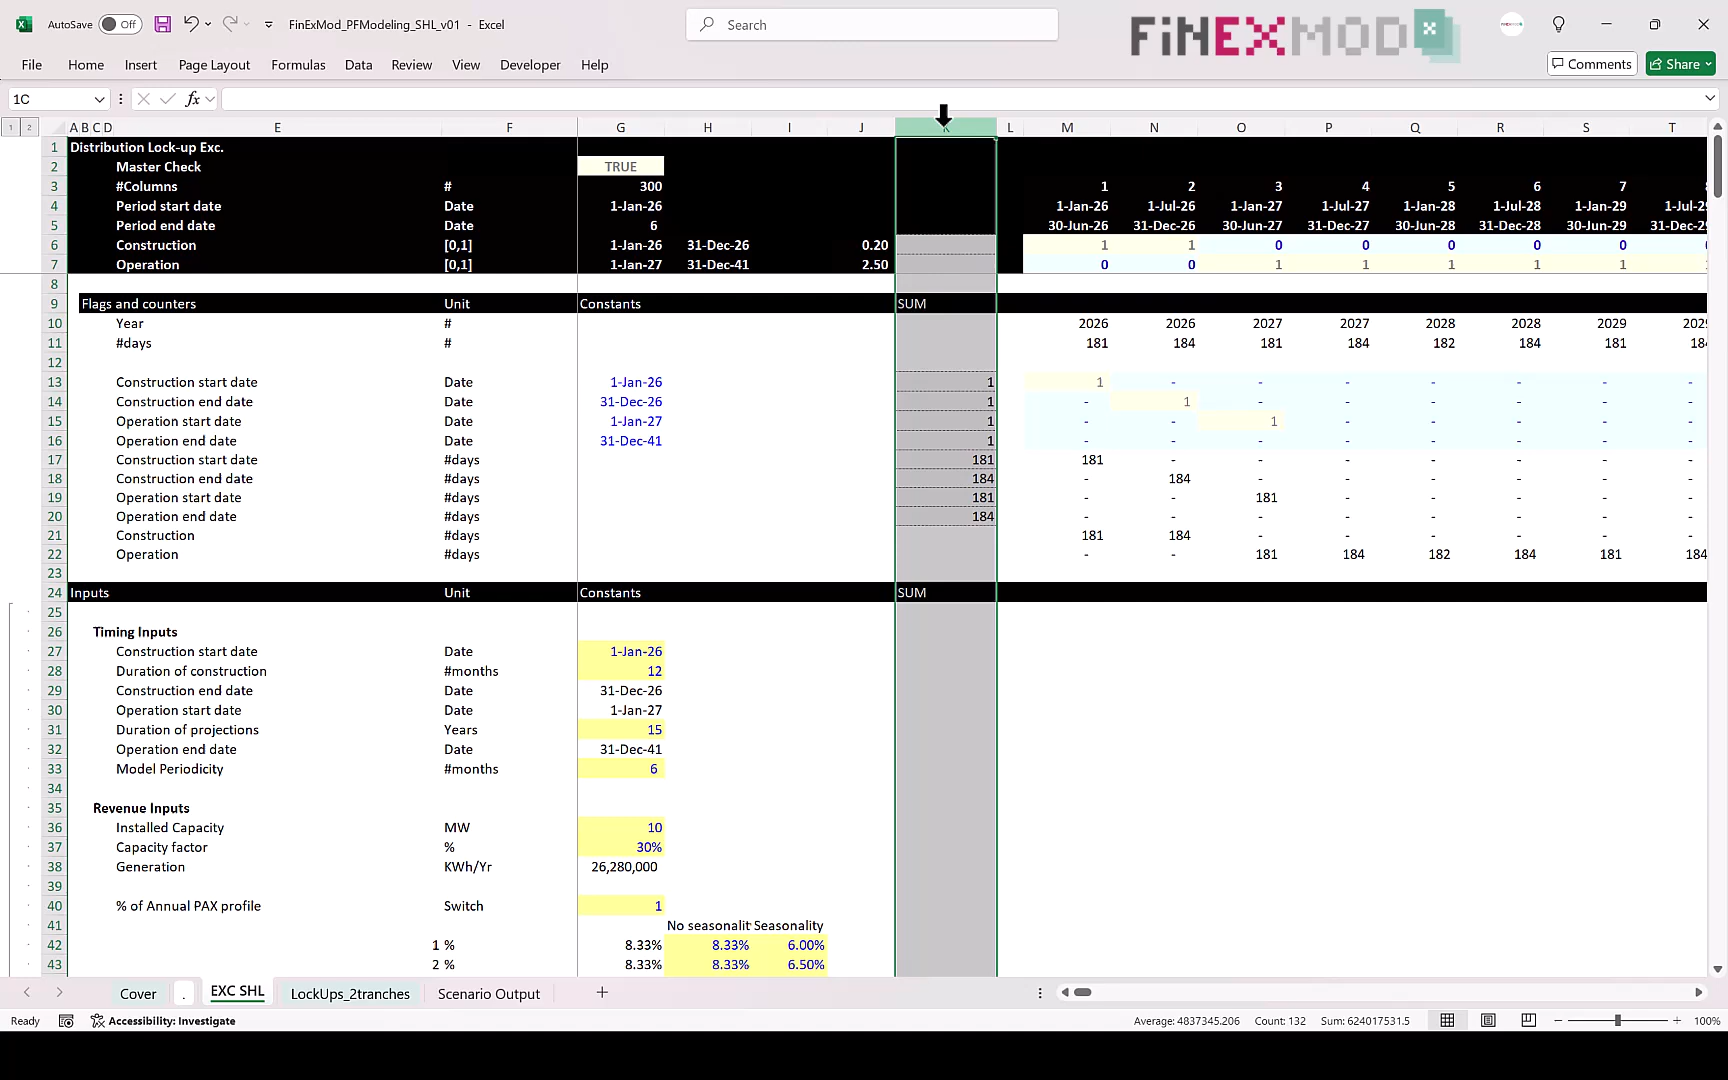 AutoSave Off FinExMod_PFModeling_SHL_v01 - Excel Search FiNEXMOD
File Home Insert Page Layout Formulas Data Review View Developer Help Comments Share
1C fx
1 2 A B C D E F G H I J K L M N O P Q R S T
1 Distribution Lock-up Exc.
2 Master Check TRUE
3 #Columns # 300 1 2 3 4 5 6 7
4 Period start date Date 1-Jan-26 1-Jan-26 1-Jul-26 1-Jan-27 1-Jul-27 1-Jan-28 1-Jul-28 1-Jan-29 1-Jul-29
5 Period end date Date 6 30-Jun-26 31-Dec-26 30-Jun-27 31-Dec-27 30-Jun-28 31-Dec-28 30-Jun-29 31-Dec-29
6 Construction [0,1] 1-Jan-26 31-Dec-26 0.20 1 1 0 0 0 0 0
7 Operation [0,1] 1-Jan-27 31-Dec-41 2.50 0 0 1 1 1 1 1
8
9 Flags and counters Unit Constants SUM
10 Year # 2026 2026 2027 2027 2028 2028 2029 2029
11 #days # 181 184 181 184 182 184 181 184
12
13 Construction start date Date 1-Jan-26 1 1 - - - - - - -
14 Construction end date Date 31-Dec-26 1 - 1 - - - - - -
15 Operation start date Date 1-Jan-27 1 - - 1 - - - - -
16 Operation end date Date 31-Dec-41 1 - - - - - - - -
17 Construction start date #days 181 181 - - - - - - -
18 Construction end date #days 184 - 184 - - - - - -
19 Operation start date #days 181 - - 181 - - - - -
20 Operation end date #days 184 - - - - - - - -
21 Construction #days 181 184 - - - - - -
22 Operation #days - - 181 184 182 184 181 184
23
24 Inputs Unit Constants SUM
25
26 Timing Inputs
27 Construction start date Date 1-Jan-26
28 Duration of construction #months 12
29 Construction end date Date 31-Dec-26
30 Operation start date Date 1-Jan-27
31 Duration of projections Years 15
32 Operation end date Date 31-Dec-41
33 Model Periodicity #months 6
34
35 Revenue Inputs
36 Installed Capacity MW 10
37 Capacity factor % 30%
38 Generation KWh/Yr 26,280,000
39
40 % of Annual PAX profile Switch 1
41 No seasonalit Seasonality
42 1 % 8.33% 8.33% 6.00%
43 2 % 8.33% 8.33% 6.50%
Cover . EXC SHL LockUps_2tranches Scenario Output
Ready Accessibility: Investigate Average: 4837345.206 Count: 132 Sum: 624017531.5 100%